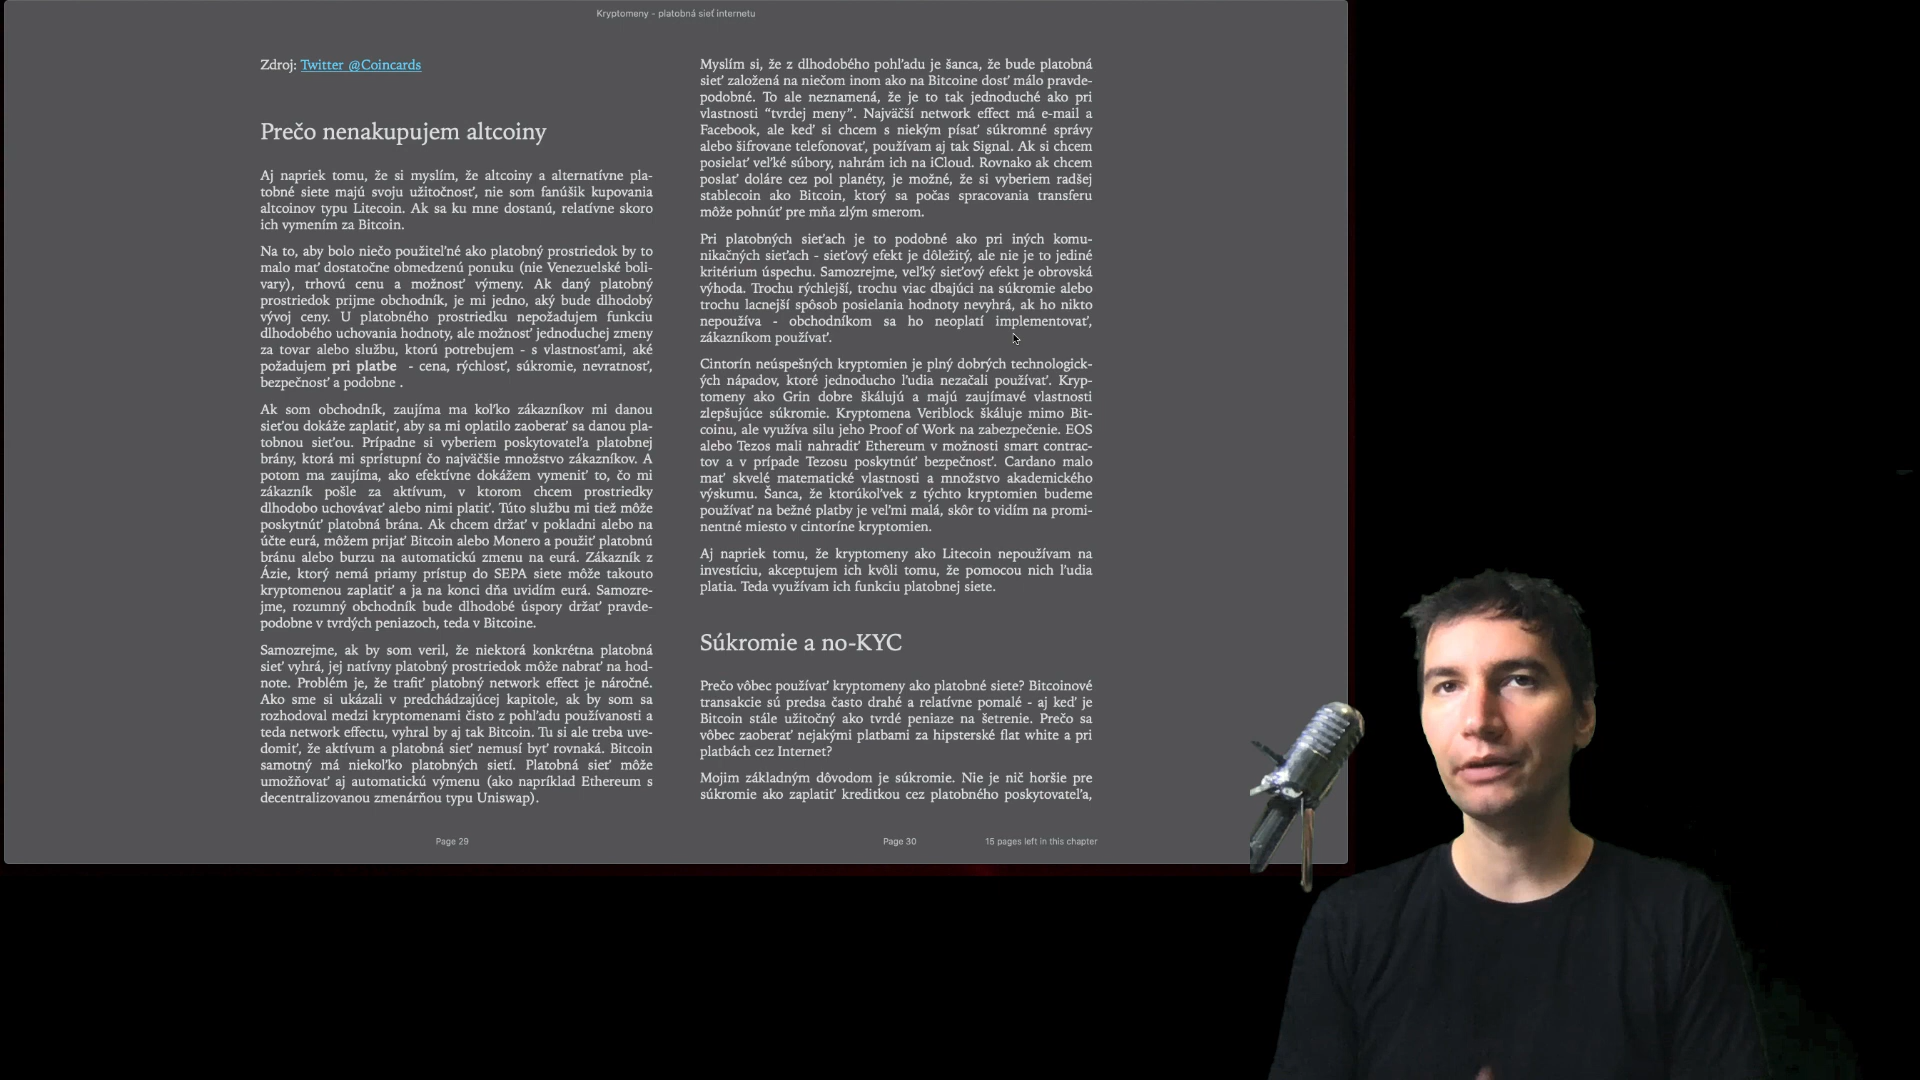 Kryptomeny - platobná sieť internetu
Zdroj: Twitter @Coincards
Prečo nenakupujem altcoiny
Aj napriek tomu, že si myslím, že altcoiny a alternatívne pla-
tobné siete majú svoju užitočnosť, nie som fanúšik kupovania
altcoinov typu Litecoin. Ak sa ku mne dostanú, relatívne skoro
ich vymením za Bitcoin.
Na to, aby bolo niečo použiteľné ako platobný prostriedok by to
malo mať dostatočne obmedzenú ponuku (nie Venezuelské boli-
vary), trhovú cenu a možnosť výmeny. Ak daný platobný
prostriedok prijme obchodník, je mi jedno, aký bude dlhodobý
vývoj ceny. U platobného prostriedku nepožadujem funkciu
dlhodobého uchovania hodnoty, ale možnosť jednoduchej zmeny
za tovar alebo službu, ktorú potrebujem - s vlastnosťami, aké
požadujem pri platbe - cena, rýchlosť, súkromie, nevratnosť,
bezpečnosť a podobne .
Ak som obchodník, zaujíma ma koľko zákazníkov mi danou
sieťou dokáže zaplatiť, aby sa mi oplatilo zaoberať sa danou pla-
tobnou sieťou. Prípadne si vyberiem poskytovateľa platobnej
brány, ktorá mi sprístupní čo najväčšie množstvo zákazníkov. A
potom ma zaujíma, ako efektívne dokážem vymeniť to, čo mi
zákazník pošle za aktívum, v ktorom chcem prostriedky
dlhodobo uchovávať alebo nimi platiť. Túto službu mi tiež môže
poskytnúť platobná brána. Ak chcem držať v pokladni alebo na
účte eurá, môžem prijať Bitcoin alebo Monero a použiť platobnú
bránu alebo burzu na automatickú zmenu na eurá. Zákazník z
Ázie, ktorý nemá priamy prístup do SEPA siete môže takouto
kryptomenou zaplatiť a ja na konci dňa uvidím eurá. Samozre-
jme, rozumný obchodník bude dlhodobé úspory držať pravde-
podobne v tvrdých peniazoch, teda v Bitcoine.
Samozrejme, ak by som veril, že niektorá konkrétna platobná
sieť vyhrá, jej natívny platobný prostriedok môže nabrať na hod-
note. Problém je, že trafiť platobný network effect je náročné.
Ako sme si ukázali v predchádzajúcej kapitole, ak by som sa
rozhodoval medzi kryptomenami čisto z pohľadu používanosti a
teda network effectu, vyhral by aj tak Bitcoin. Tu si ale treba uve-
domiť, že aktívum a platobná sieť nemusí byť rovnaká. Bitcoin
samotný má niekoľko platobných sietí. Platobná sieť môže
umožňovať aj automatickú výmenu (ako napríklad Ethereum s
decentralizovanou zmenárňou typu Uniswap).
Page 29
Myslím si, že z dlhodobého pohľadu je šanca, že bude platobná
sieť založená na niečom inom ako na Bitcoine dosť málo pravde-
podobné. To ale neznamená, že je to tak jednoduché ako pri
vlastnosti “tvrdej meny”. Najväčší network effect má e-mail a
Facebook, ale keď si chcem s niekým písať súkromné správy
alebo šifrovane telefonovať, používam aj tak Signal. Ak si chcem
posielať veľké súbory, nahrám ich na iCloud. Rovnako ak chcem
poslať doláre cez pol planéty, je možné, že si vyberiem radšej
stablecoin ako Bitcoin, ktorý sa počas spracovania transferu
môže pohnúť pre mňa zlým smerom.
Pri platobných sieťach je to podobné ako pri iných komu-
nikačných sieťach - sieťový efekt je dôležitý, ale nie je to jediné
kritérium úspechu. Samozrejme, veľký sieťový efekt je obrovská
výhoda. Trochu rýchlejší, trochu viac dbajúci na súkromie alebo
trochu lacnejší spôsob posielania hodnoty nevyhrá, ak ho nikto
nepoužíva - obchodníkom sa ho neoplatí implementovať,
zákazníkom používať.
Cintorín neúspešných kryptomien je plný dobrých technologick-
ých nápadov, ktoré jednoducho ľudia nezačali používať. Kryp-
tomeny ako Grin dobre škálujú a majú zaujímavé vlastnosti
zlepšujúce súkromie. Kryptomena Veriblock škáluje mimo Bit-
coinu, ale využíva silu jeho Proof of Work na zabezpečenie. EOS
alebo Tezos mali nahradiť Ethereum v možnosti smart contrac-
tov a v prípade Tezosu poskytnúť bezpečnosť. Cardano malo
mať skvelé matematické vlastnosti a množstvo akademického
výskumu. Šanca, že ktorúkoľvek z týchto kryptomien budeme
používať na bežné platby je veľmi malá, skôr to vidím na promi-
nentné miesto v cintoríne kryptomien.
Aj napriek tomu, že kryptomeny ako Litecoin nepoužívam na
investíciu, akceptujem ich kvôli tomu, že pomocou nich ľudia
platia. Teda využívam ich funkciu platobnej siete.
Súkromie a no-KYC
Prečo vôbec používať kryptomeny ako platobné siete? Bitcoinové
transakcie sú predsa často drahé a relatívne pomalé - aj keď je
Bitcoin stále užitočný ako tvrdé peniaze na šetrenie. Prečo sa
vôbec zaoberať nejakými platbami za hipsterské flat white a pri
platbách cez Internet?
Mojim základným dôvodom je súkromie. Nie je nič horšie pre
súkromie ako zaplatiť kreditkou cez platobného poskytovateľa,
Page 30
15 pages left in this chapter